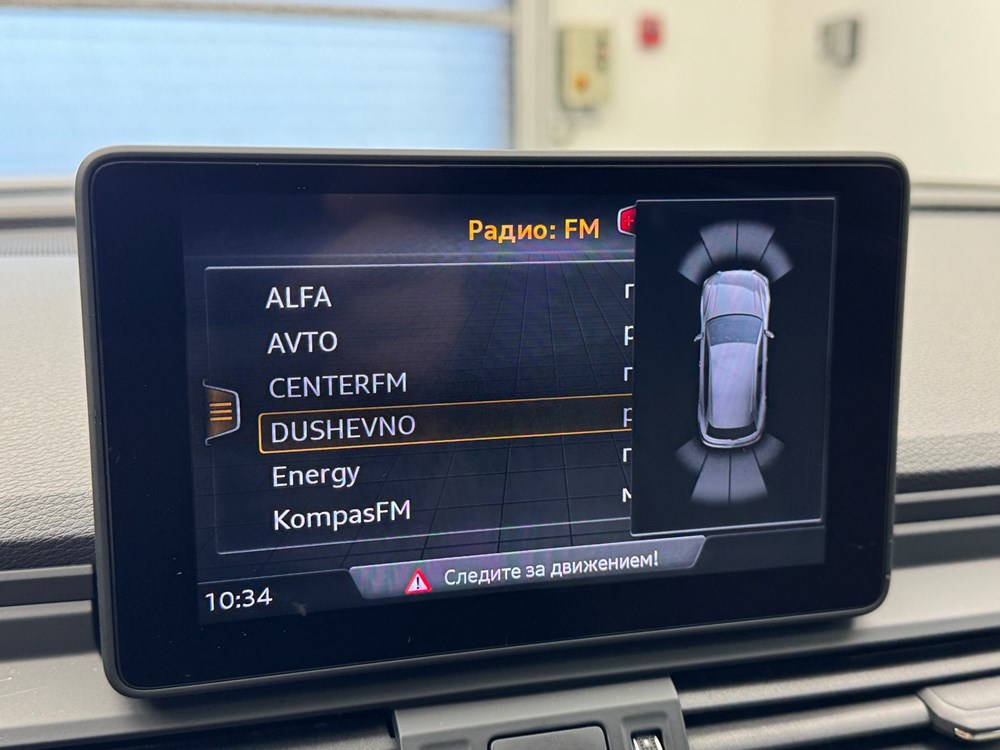 Радио: FM
ALFA
AVTO
CENTERFM
DUSHEVNO
Energy
KompasFM
10:34
Следите за движением!